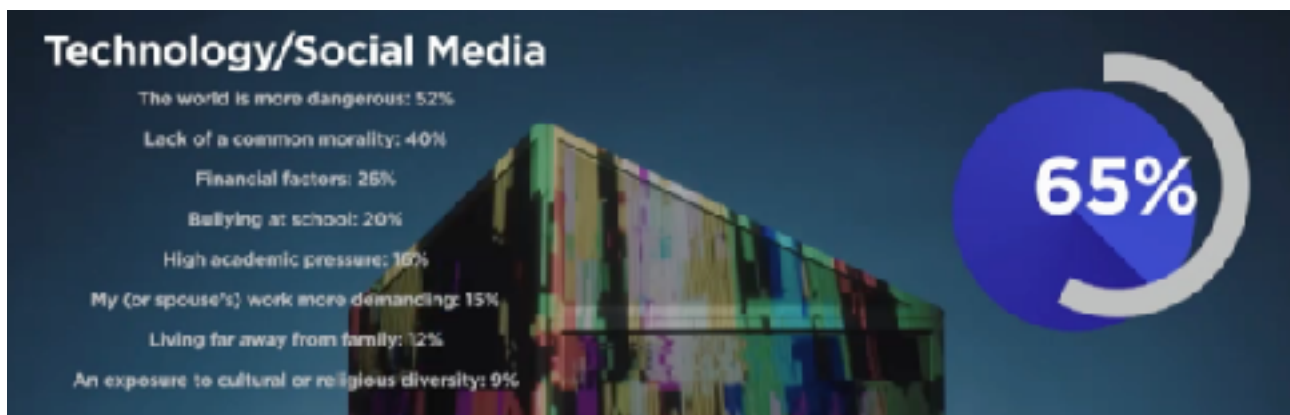 Technology/Social Media
65%
The world is more dangerous: 52%
Lack of a common morality: 40%
Financial factors: 26%
Bullying at school: 20%
High academic pressure: 16%
My (or spouse's) work more demanding: 15%
Living far away from family: 12%
An exposure to cultural or religious diversity: 9%